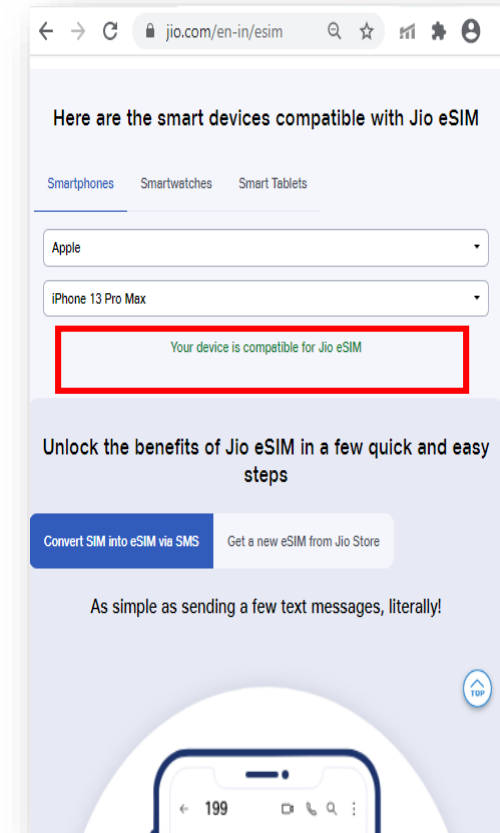 jio.com/en-in/esim
Here are the smart devices compatible with Jio eSIM
Smartphones Smartwatches Smart Tablets
Apple
iPhone 13 Pro Max
Your device is compatible for Jio eSIM
Unlock the benefits of Jio eSIM in a few quick and easy
steps
Convert SIM into eSIM via SMS Get a new eSIM from Jio Store
As simple as sending a few text messages, literally!
TOP
199